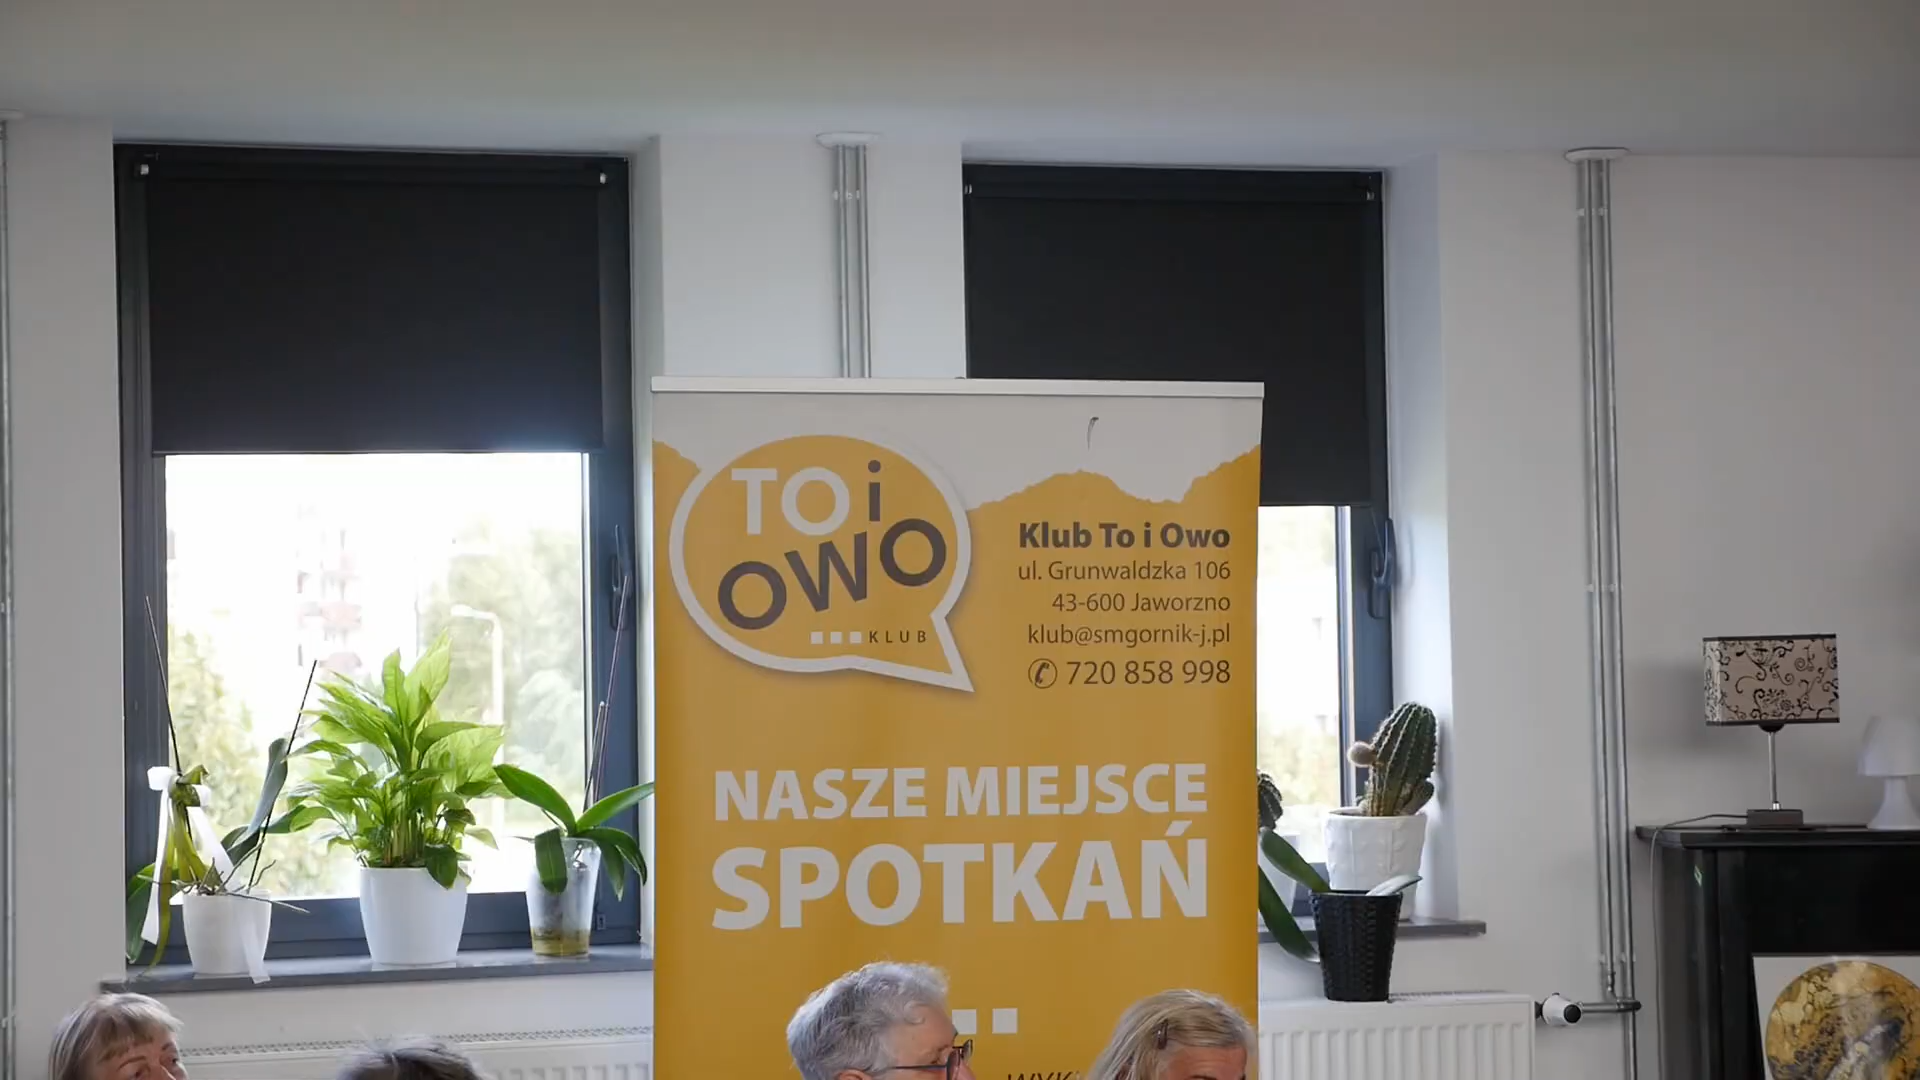 TO i
OWO
KLUB
Klub To i Owo
ul. Grunwaldzka 106
43-600 Jaworzno
klub@smgornik-j.pl
✆ 720 858 998
NASZE MIEJSCE
SPOTKAŃ